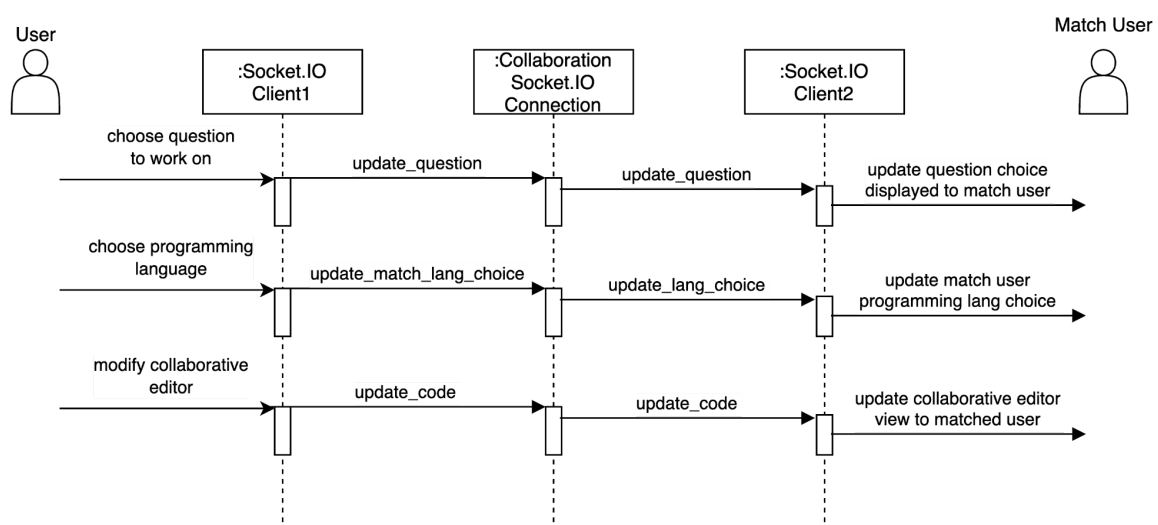 User
Match User
:Socket.IO
Client1
:Collaboration
Socket.IO
Connection
:Socket.IO
Client2
choose question
to work on
update_question
update_question
update question choice
displayed to match user
choose programming
language
update_match_lang_choice
update_lang_choice
update match user
programming lang choice
modify collaborative
editor
update_code
update_code
update collaborative editor
view to matched user